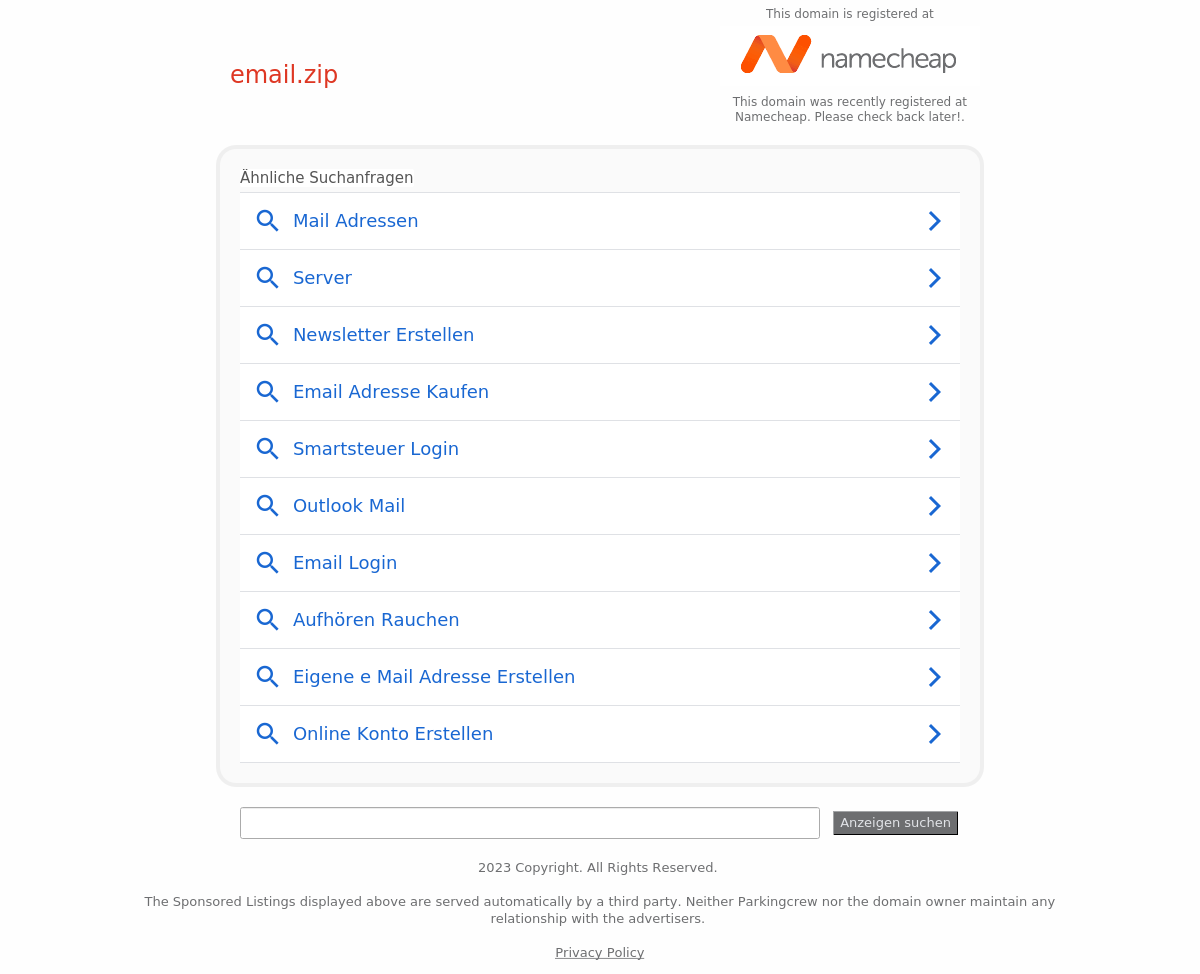 This domain is registered at
namecheap
email.zip
This domain was recently registered at
Namecheap. Please check back later!.
Ähnliche Suchanfragen
Mail Adressen
Server
Newsletter Erstellen
Email Adresse Kaufen
Smartsteuer Login
Outlook Mail
Email Login
Aufhören Rauchen
Eigene e Mail Adresse Erstellen
Online Konto Erstellen
Anzeigen suchen
2023 Copyright. All Rights Reserved.
The Sponsored Listings displayed above are served automatically by a third party. Neither Parkingcrew nor the domain owner maintain any
relationship with the advertisers.
Privacy Policy